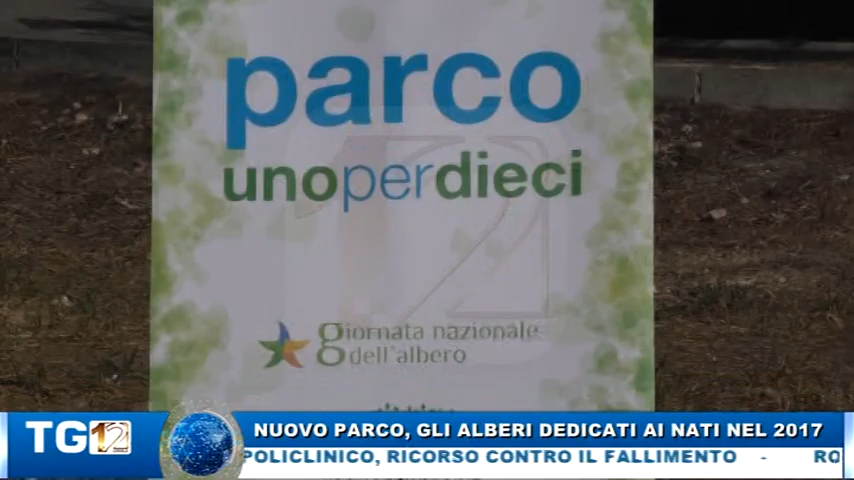 parco
unoperdieci
giornata nazionale
dell'albero
TG12
NUOVO PARCO, GLI ALBERI DEDICATI AI NATI NEL 2017
POLICLINICO, RICORSO CONTRO IL FALLIMENTO -
12